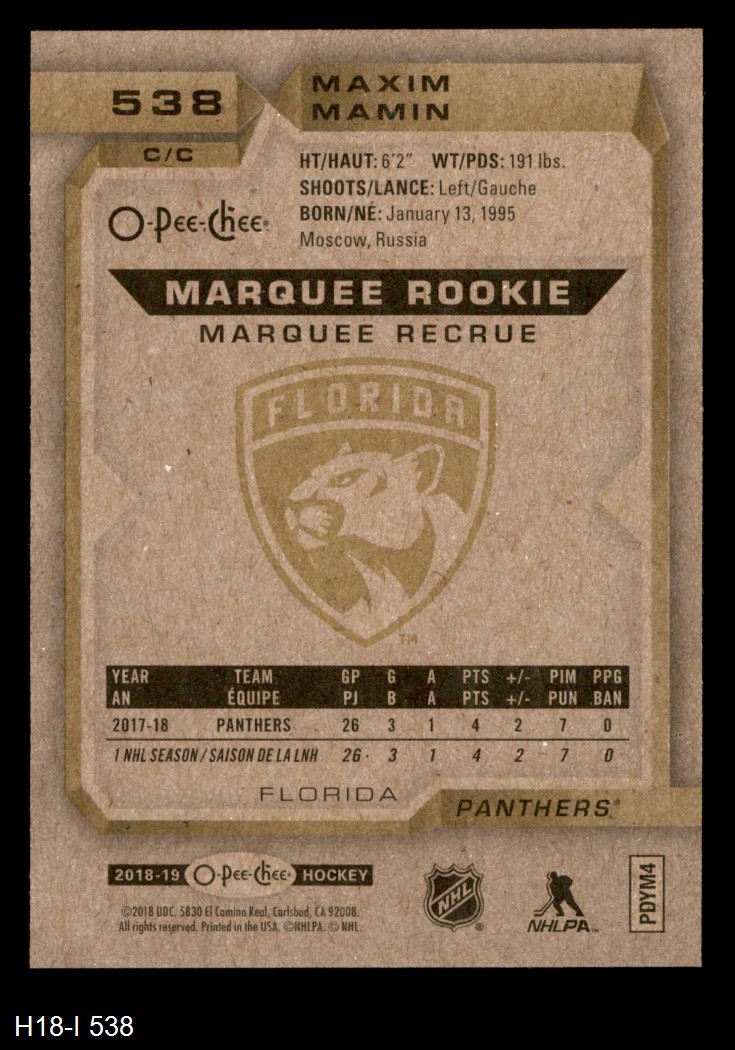 538
MAXIM
MAMIN
C/C
HT/HAUT: 6'2" WT/PDS: 191 lbs.
SHOOTS/LANCE: Left/Gauche
BORN/NÉ: January 13, 1995
Moscow, Russia
O-Pee-Chee®
MARQUEE ROOKIE
MARQUEE RECRUE
FLORIDA
TM
YEAR TEAM GP G A PTS +/- PIM PPG
AN ÉQUIPE PJ B A PTS +/- PUN BAN
2017-18 PANTHERS 26 3 1 4 2 7 0
1 NHL SEASON / SAISON DE LA LNH 26 3 1 4 2 7 0
FLORIDA PANTHERS®
2018-19 O-Pee-Chee® HOCKEY
©2018 UDC. 5830 El Camino Real, Carlsbad, CA 92008.
All rights reserved. Printed in the USA. ©NHLPA. © NHL.
NHL®
NHLPA™
PDYM4
H18-I 538